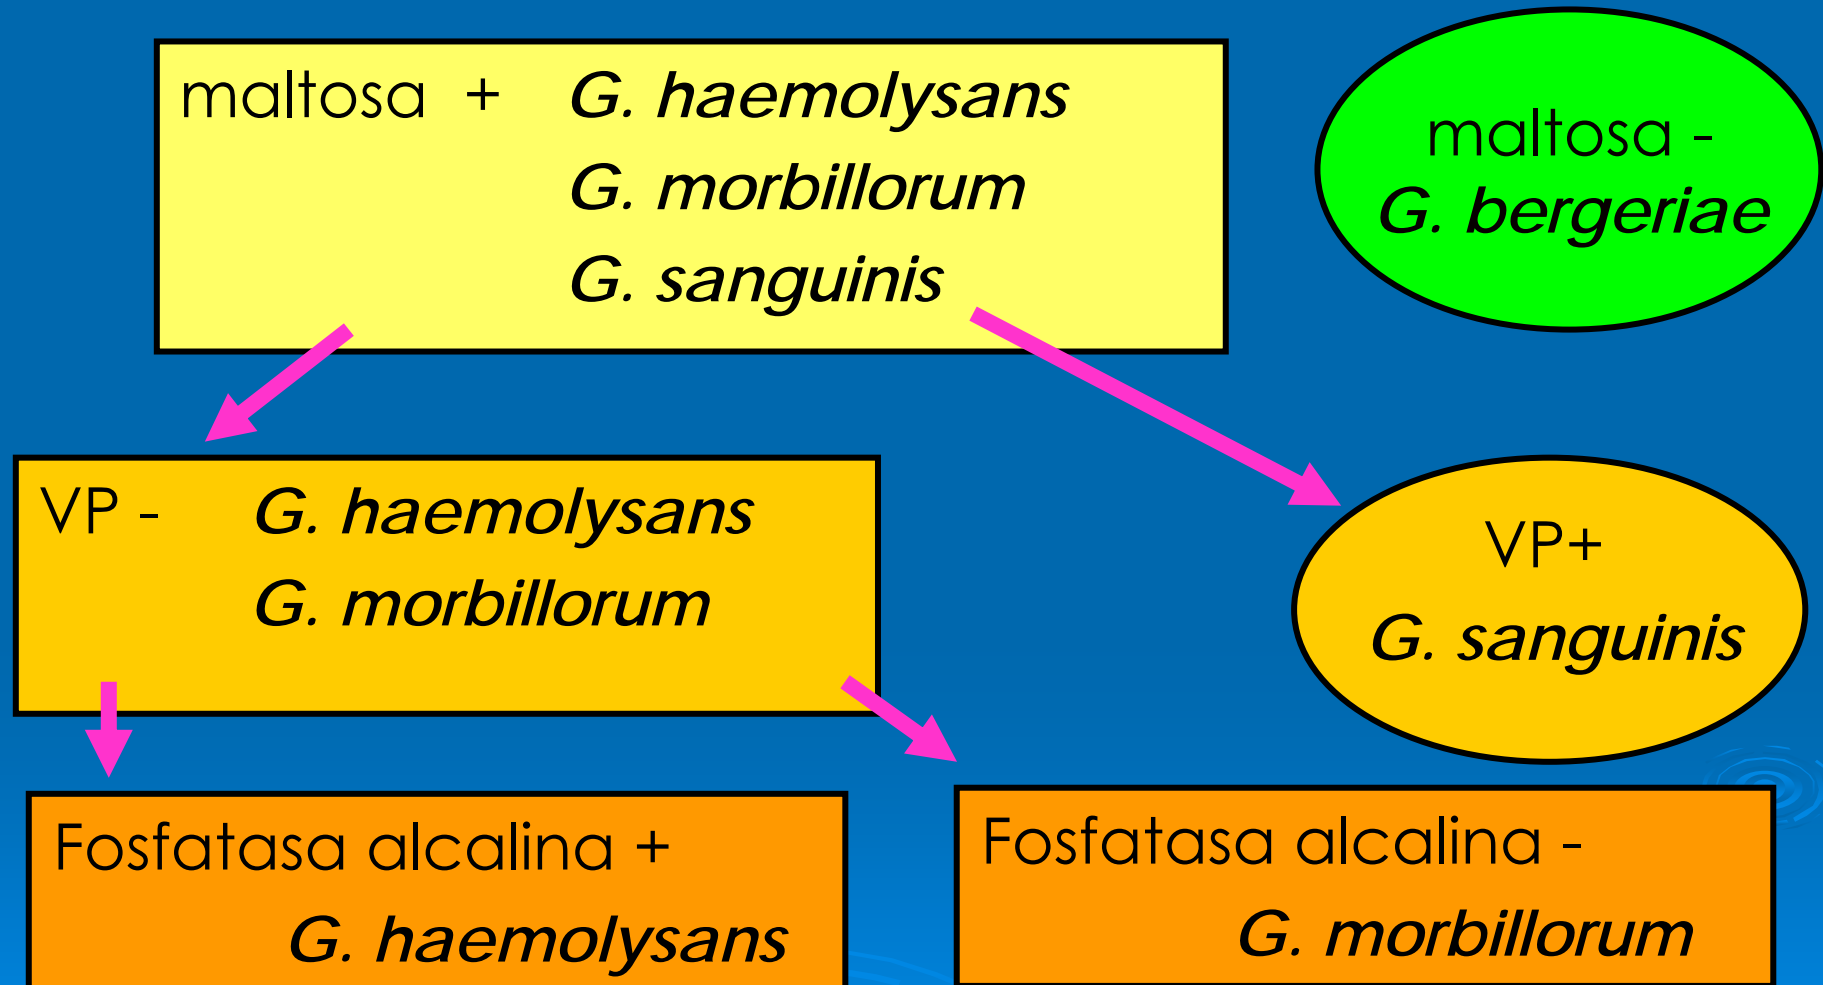 maltosa + G. haemolysans
G. morbillorum
G. sanguinis
maltosa -
G. bergeriae
VP - G. haemolysans
G. morbillorum
VP+
G. sanguinis
Fosfatasa alcalina +
G. haemolysans
Fosfatasa alcalina -
G. morbillorum